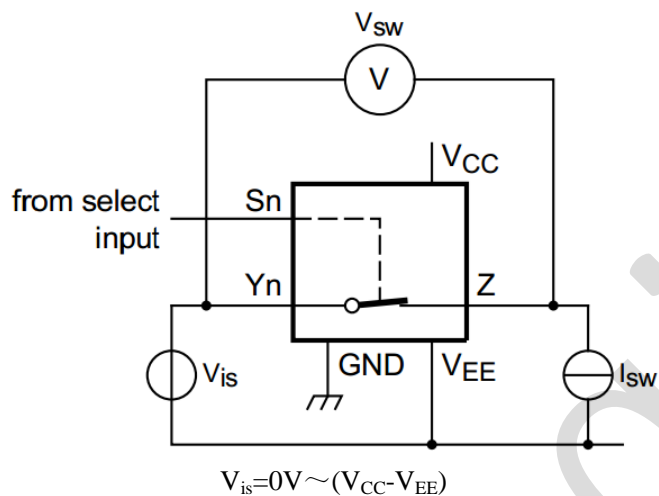 Vsw
V
VCC
from select
input
Sn
Yn
Z
Vis
GND
VEE
Isw
Vis=0V～(VCC-VEE)